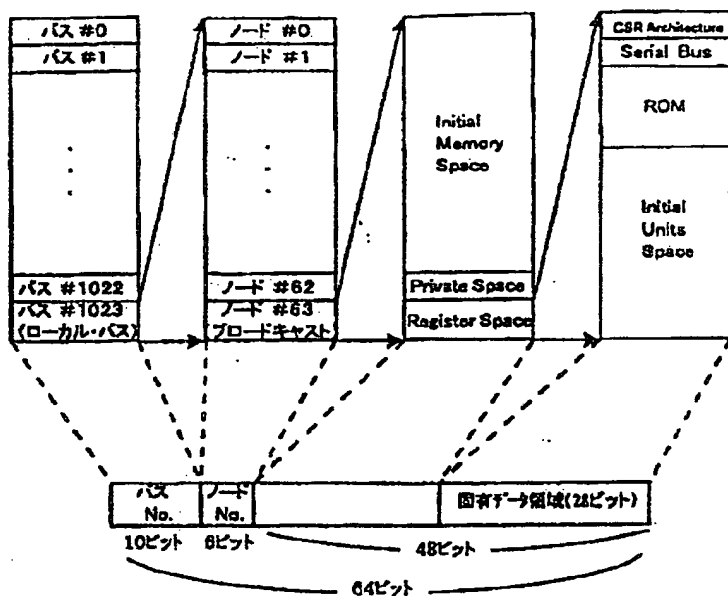 バス #0
バス #1
バス #1022
バス #1023
(ローカル・バス)
ノード #0
ノード #1
ノード #62
ノード #63
(ブロードキャスト)
Initial
Memory
Space
Private Space
Register Space
CSR Architecture
Serial Bus
ROM
Initial
Units
Space
バス
No.
ノード
No.
固有データ領域(28ビット)
10ビット
6ビット
48ビット
64ビット